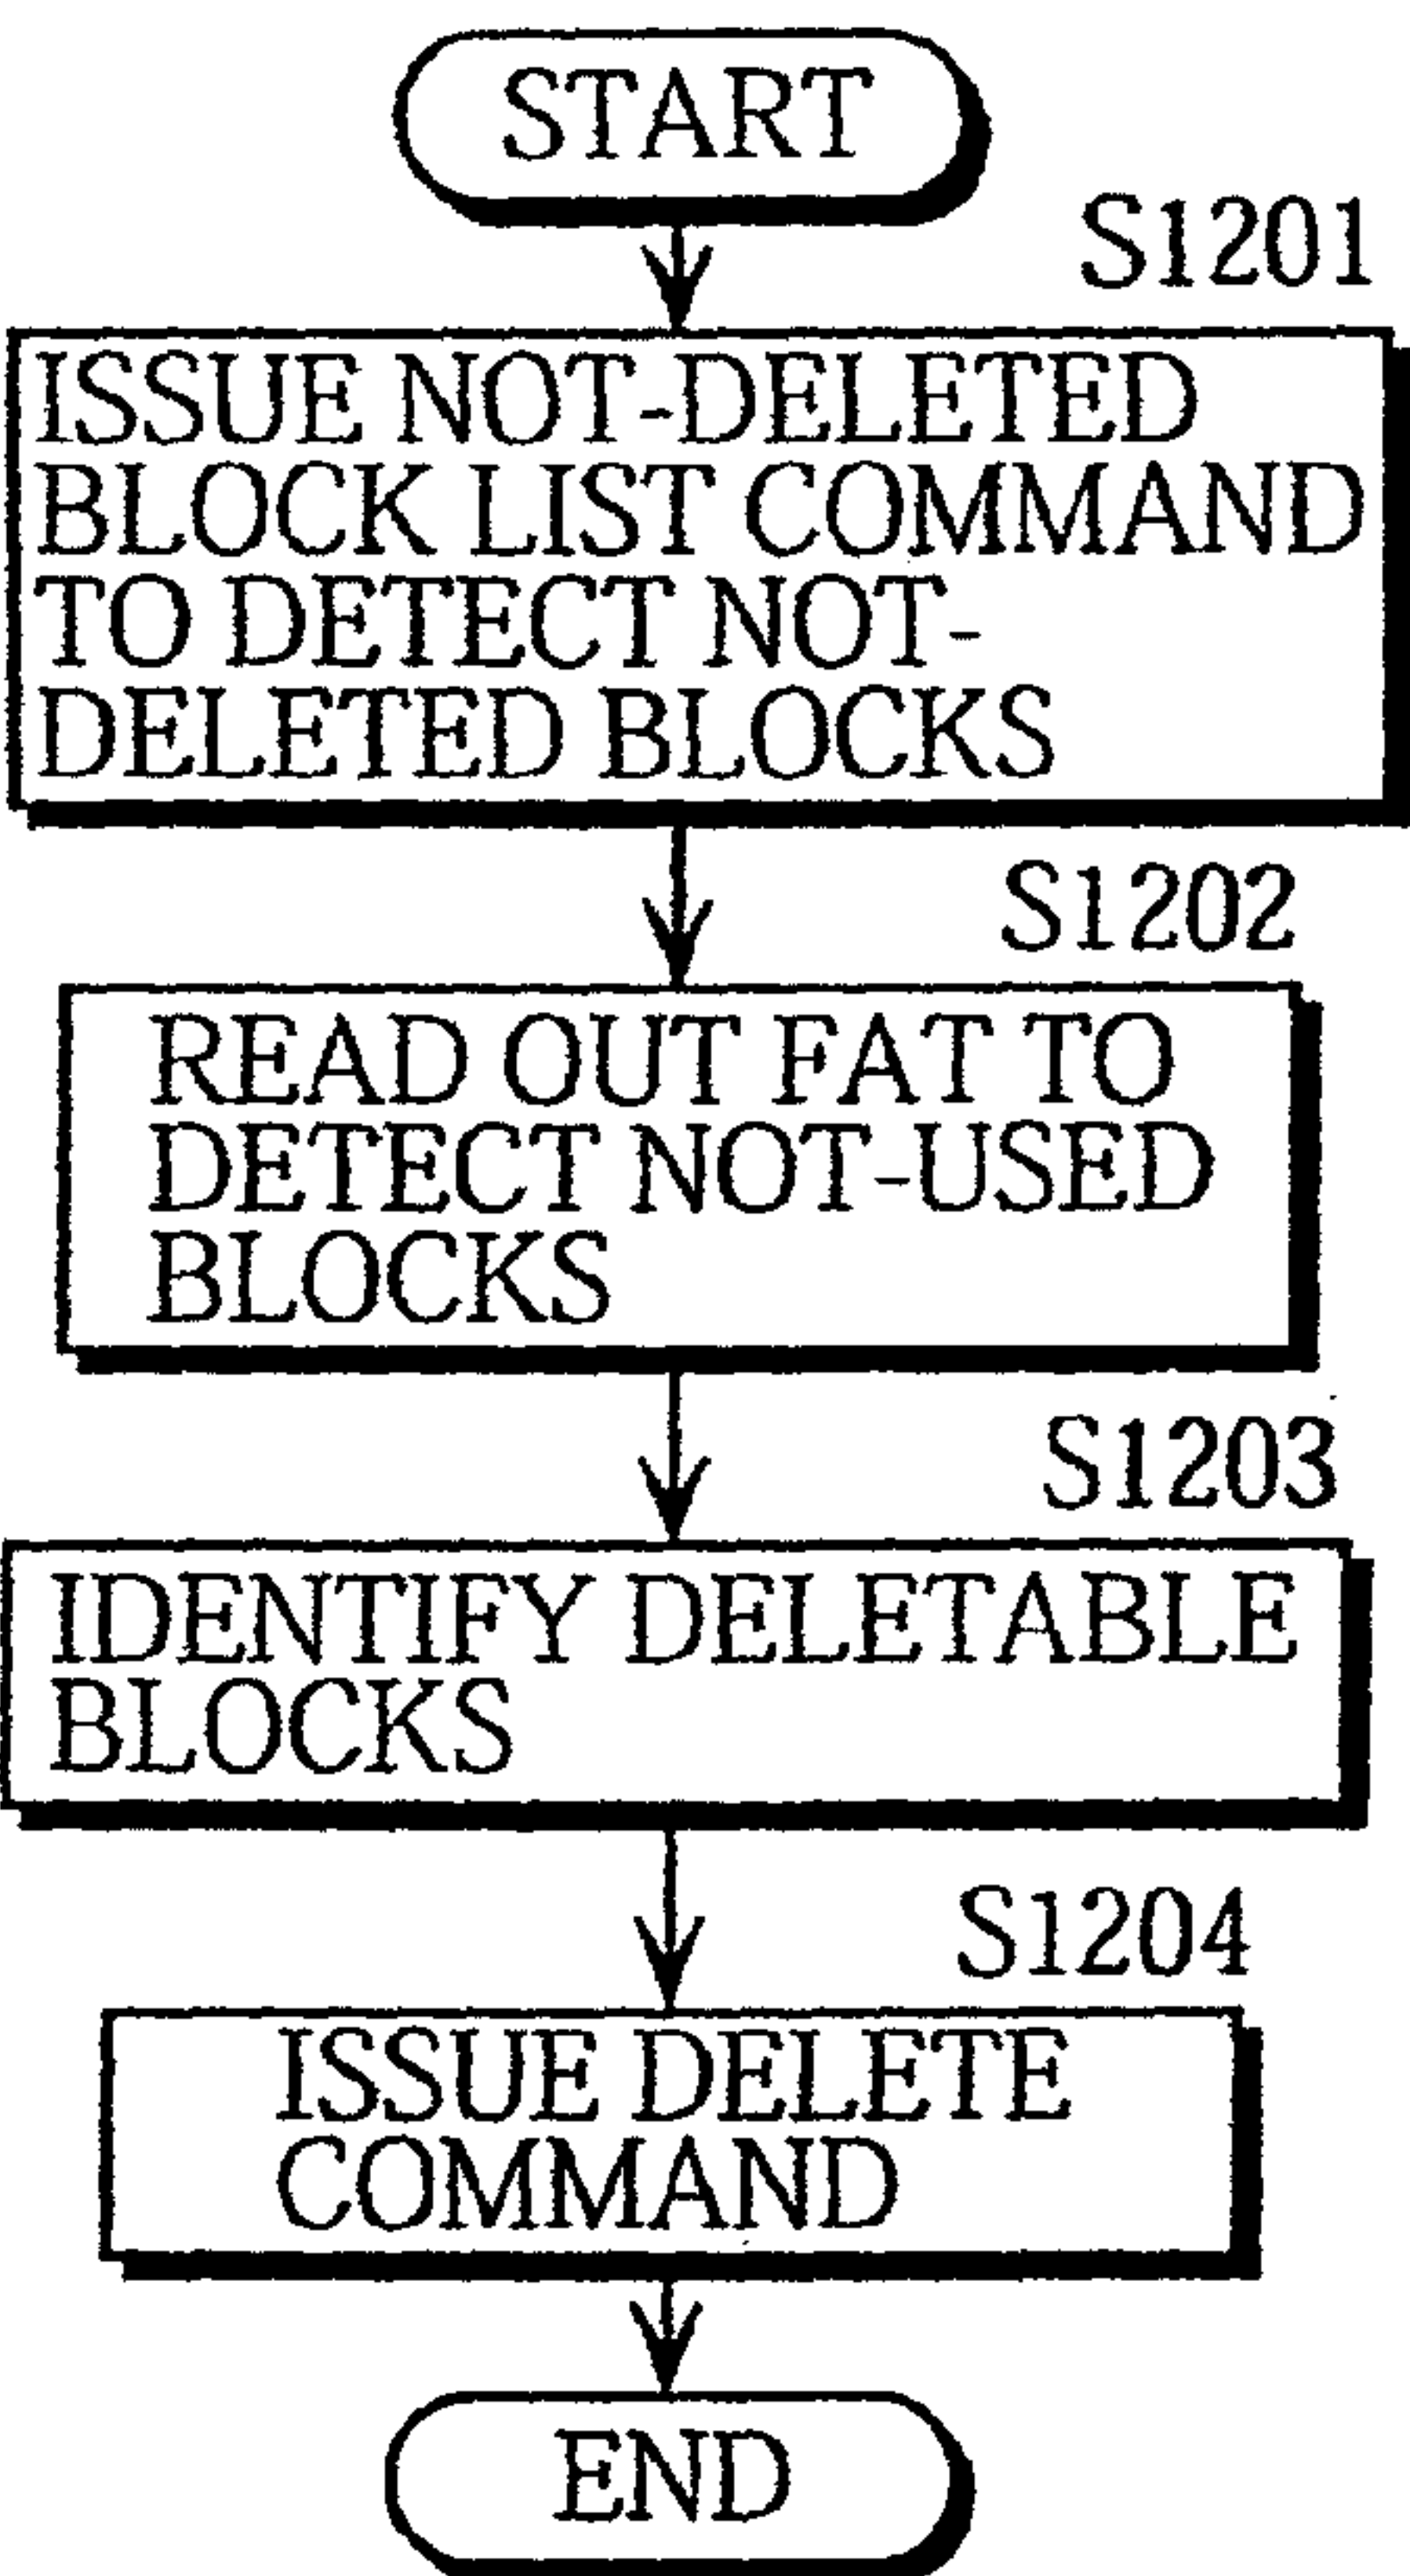 START
S1201
ISSUE NOT-DELETED
BLOCK LIST COMMAND
TO DETECT NOT-
DELETED BLOCKS
S1202
READ OUT FAT TO
DETECT NOT-USED
BLOCKS
S1203
IDENTIFY DELETABLE
BLOCKS
S1204
ISSUE DELETE
COMMAND
END